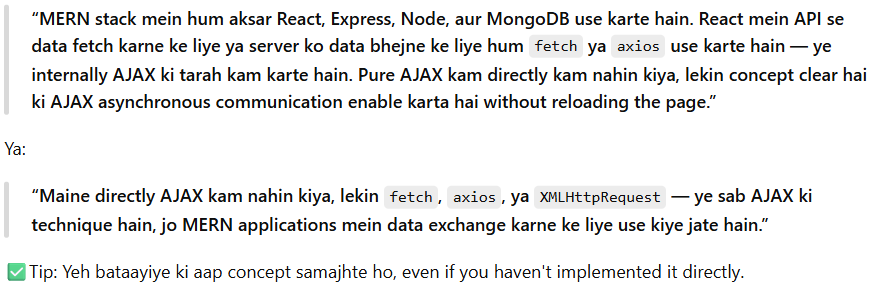 “MERN stack mein hum aksar React, Express, Node, aur MongoDB use karte hain. React mein API se
data fetch karne ke liye ya server ko data bhejne ke liye hum fetch ya axios use karte hain — ye
internally AJAX ki tarah kam karte hain. Pure AJAX kam directly kam nahin kiya, lekin concept clear hai
ki AJAX asynchronous communication enable karta hai without reloading the page.”
Ya:
“Maine directly AJAX kam nahin kiya, lekin fetch, axios, ya XMLHttpRequest — ye sab AJAX ki
technique hain, jo MERN applications mein data exchange karne ke liye use kiye jate hain.”
✅Tip: Yeh bataayiye ki aap concept samajhte ho, even if you haven't implemented it directly.